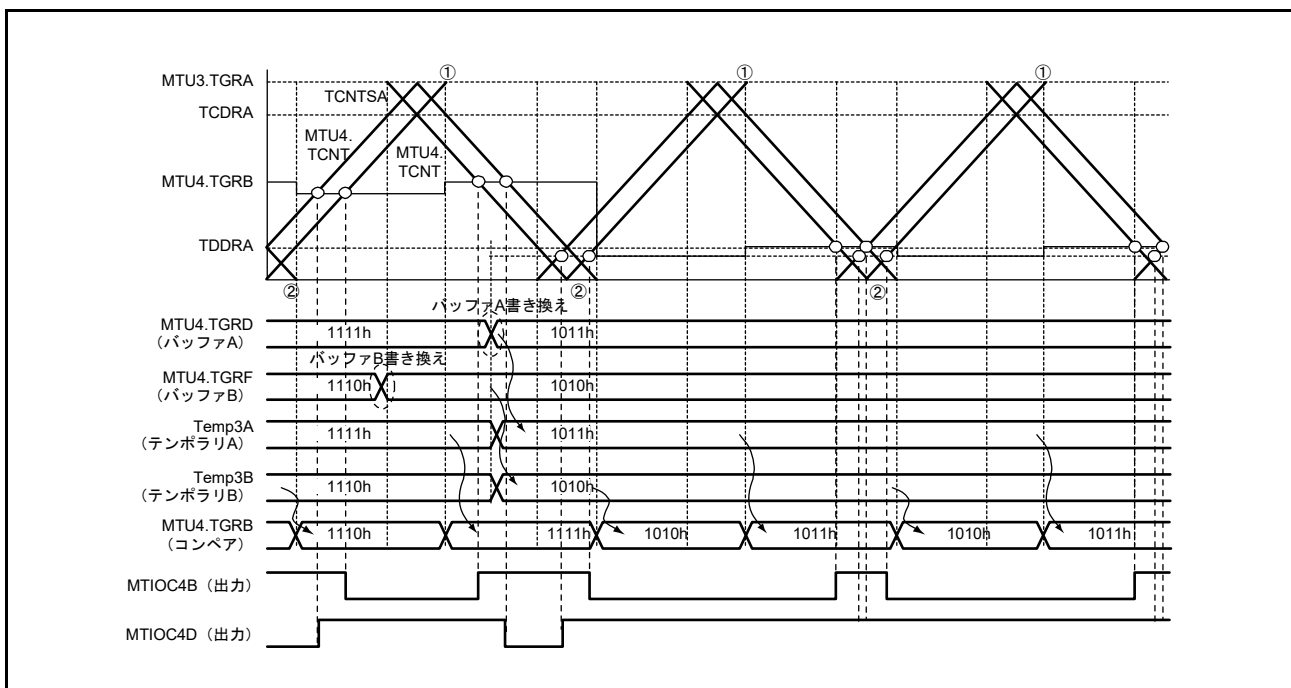 MTU3.TGRA
TCDRA
MTU4.TGRB
TDDRA
TCNTSA
MTU4.
TCNT
MTU4.
TCNT
① ① ①
② ② ②
バッファA書き換え
MTU4.TGRD
(バッファA)
1111h 1011h
バッファB書き換え
MTU4.TGRF
(バッファB)
1110h 1010h
Temp3A
(テンポラリA)
1111h 1011h
Temp3B
(テンポラリB)
1110h 1010h
MTU4.TGRB
(コンペア)
1110h 1111h 1010h 1011h 1010h 1011h
MTIOC4B(出力)
MTIOC4D(出力)